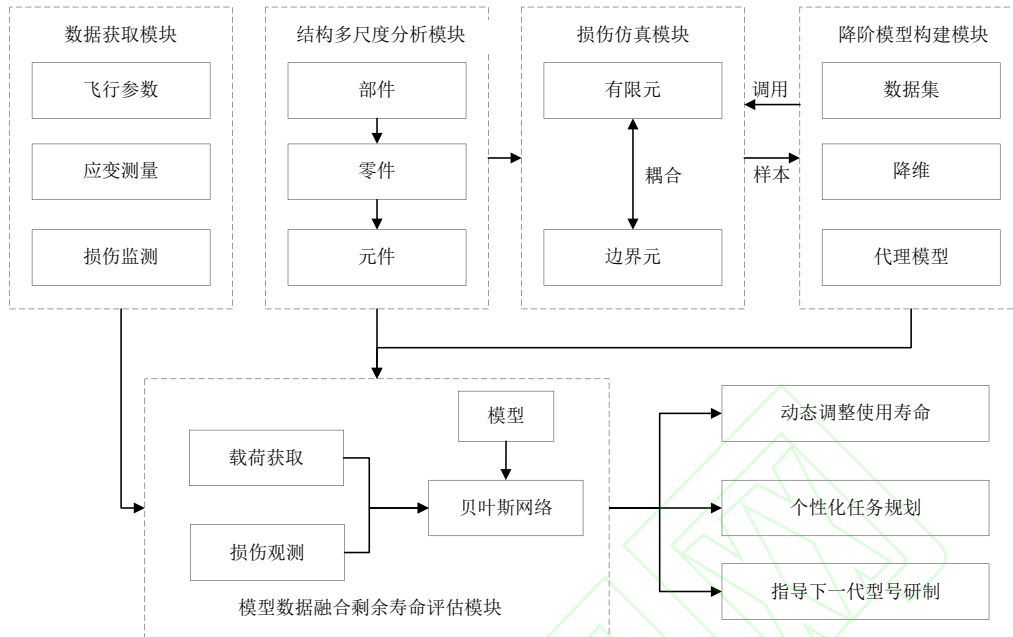 数据获取模块
飞行参数
应变测量
损伤监测
结构多尺度分析模块
部件
零件
元件
损伤仿真模块
有限元
耦合
边界元
调用
样本
降阶模型构建模块
数据集
降维
代理模型
模型
载荷获取
贝叶斯网络
损伤观测
模型数据融合剩余寿命评估模块
动态调整使用寿命
个性化任务规划
指导下一代型号研制